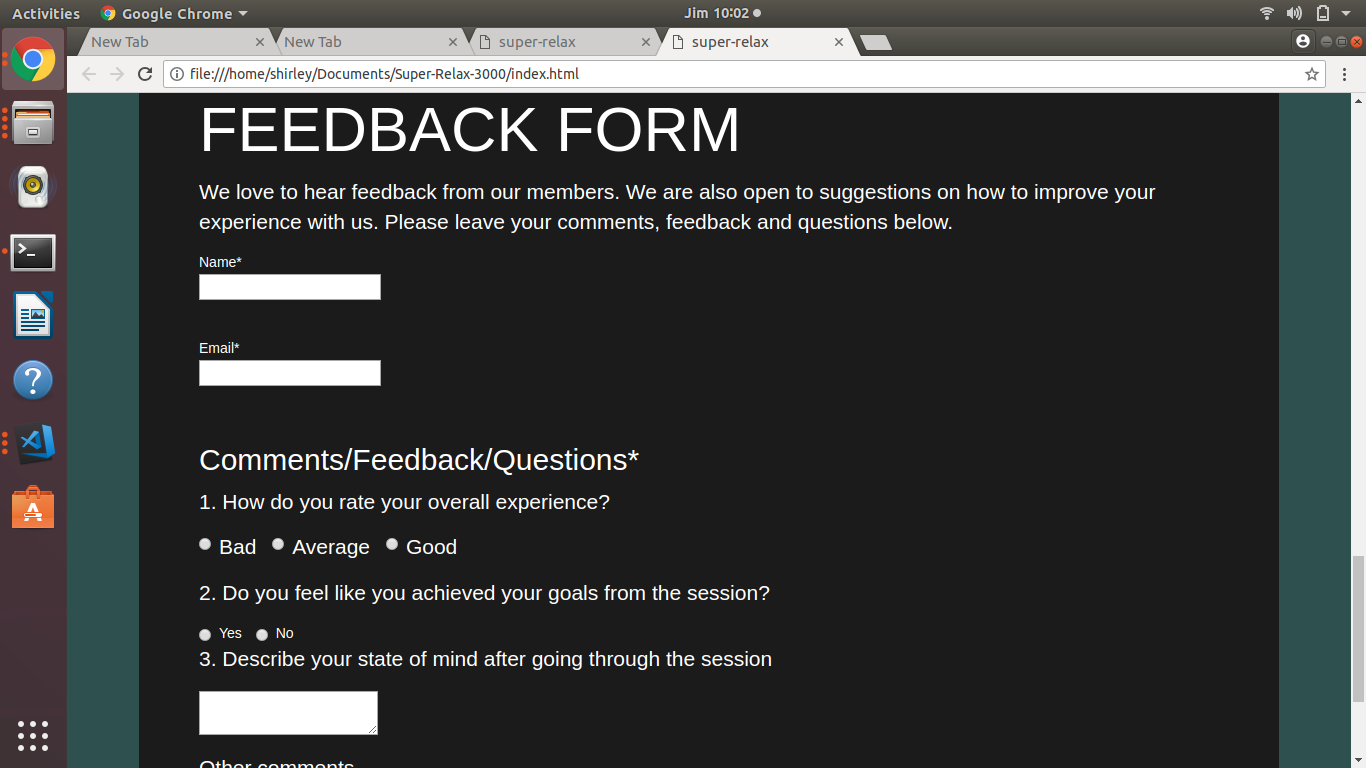 Activities Google Chrome Jim 10:02
New Tab New Tab super-relax super-relax
file:///home/shirley/Documents/Super-Relax-3000/index.html
FEEDBACK FORM
We love to hear feedback from our members. We are also open to suggestions on how to improve your
experience with us. Please leave your comments, feedback and questions below.
Name*
Email*
Comments/Feedback/Questions*
1. How do you rate your overall experience?
Bad Average Good
2. Do you feel like you achieved your goals from the session?
Yes No
3. Describe your state of mind after going through the session
Other comments